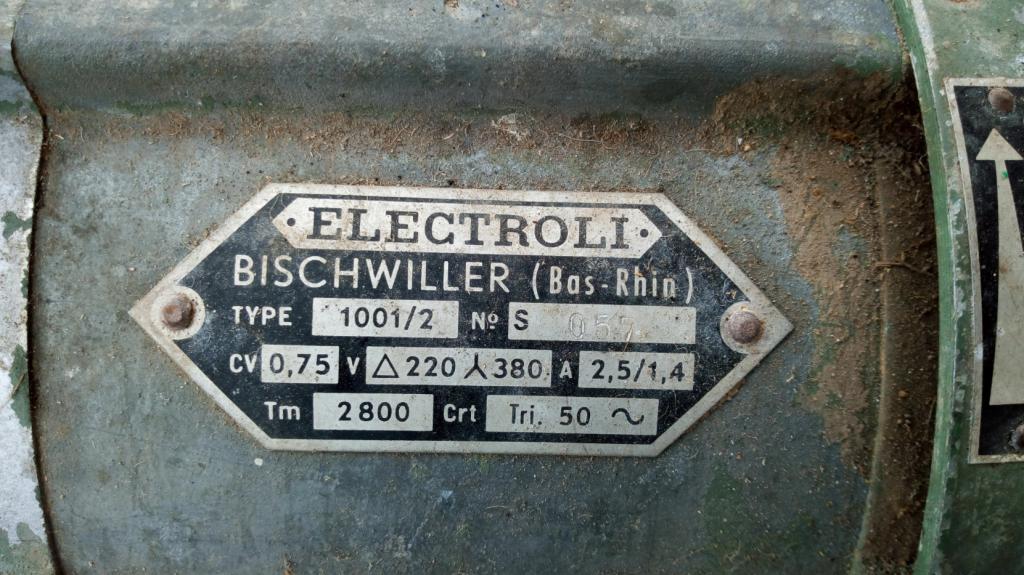 ELECTROLI
BISCHWILLER (Bas-Rhin)
TYPE 1001/2 Nº S 057
CV 0,75 V △ 220 ⅄ 380 A 2,5/1,4
Tm 2800 Crt Tri. 50 ∿